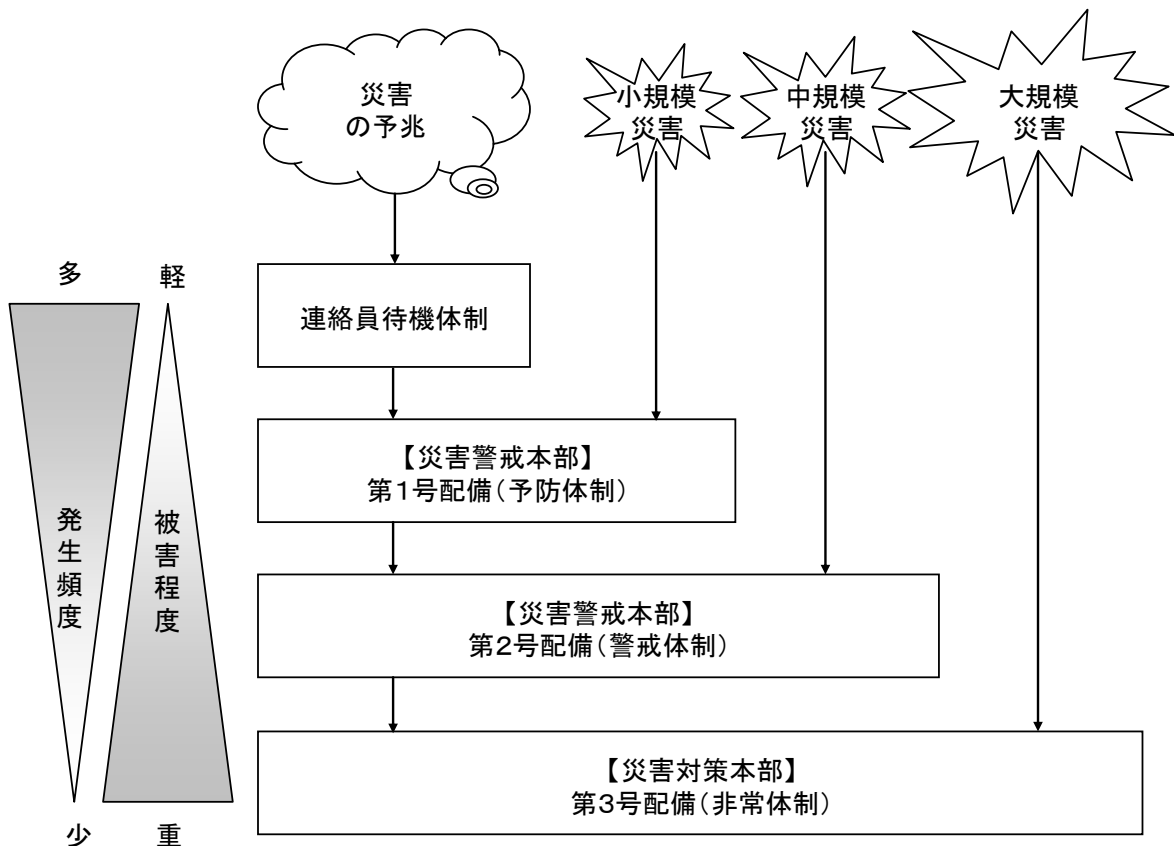 災害
の予兆
小規模
災害
中規模
災害
大規模
災害
多
軽
連絡員待機体制
【災害警戒本部】
第1号配備(予防体制)
発生頻度
被害程度
【災害警戒本部】
第2号配備(警戒体制)
【災害対策本部】
第3号配備(非常体制)
少
重